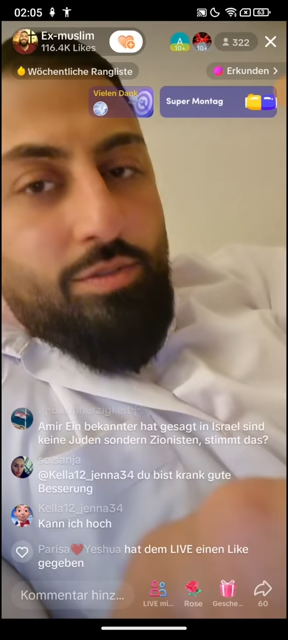 02:05
63
Ex-muslim
116.4K Likes
10+
10+
322
Wöchentliche Rangliste
Erkunden >
Vielen Dank
Super Montag
Amir Ein bekannter hat gesagt in Israel sind
keine Juden sondern Zionisten, stimmt das?
@Kella12_jenna34 du bist krank gute
Besserung
Kella12_jenna34
Kann ich hoch
Parisa❤️Yeshua hat dem LIVE einen Like
gegeben
Kommentar hinz...
LIVE mi...
Rose
Gesche...
60